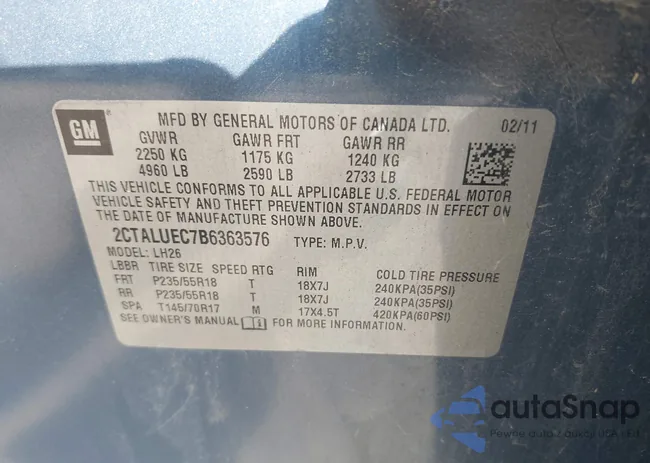 GM
MFD BY GENERAL MOTORS OF CANADA LTD. 02/11
GVWR GAWR FRT GAWR RR
2250 KG 1175 KG 1240 KG
4960 LB 2590 LB 2733 LB
THIS VEHICLE CONFORMS TO ALL APPLICABLE U.S. FEDERAL MOTOR
VEHICLE SAFETY AND THEFT PREVENTION STANDARDS IN EFFECT ON
THE DATE OF MANUFACTURE SHOWN ABOVE.
2CTALUEC7B6363576 TYPE: M.P.V.
MODEL: LH26
LBBR TIRE SIZE SPEED RTG RIM COLD TIRE PRESSURE
FRT P235/55R18 T 18X7J 240KPA(35PSI)
RR P235/55R18 T 18X7J 240KPA(35PSI)
SPA T145/70R17 M 17X4.5T 420KPA(60PSI)
SEE OWNER'S MANUAL FOR MORE INFORMATION.
autaSnap